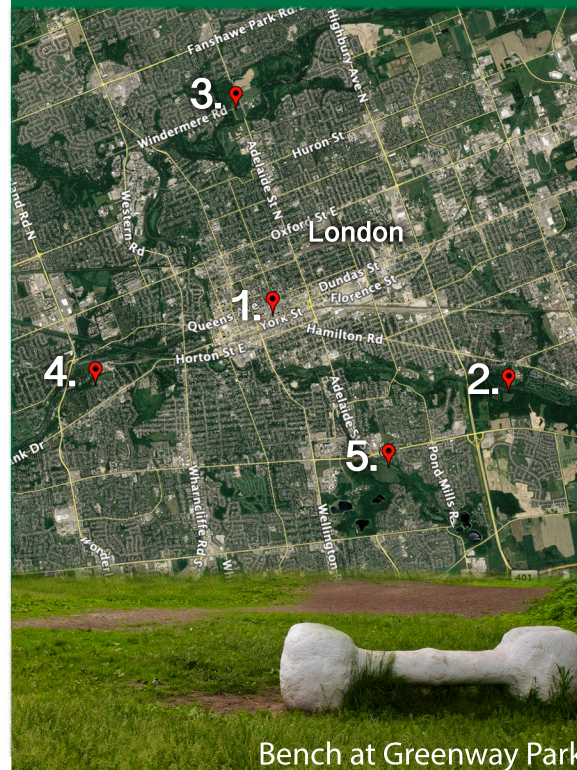 Fanshawe Park Rd E
Highbury Ave N
3.
Windermere Rd
Huron St
Adelaide St N
Western Rd
Oxford St E
London
Dundas St
Florence St
1.
Queens Ave
York St
Hamilton Rd
Horton St E
4.
2.
Adelaide St
5.
Pond Mills R
Wharncliffe Rd S
Wellington
401
Bench at Greenway Park